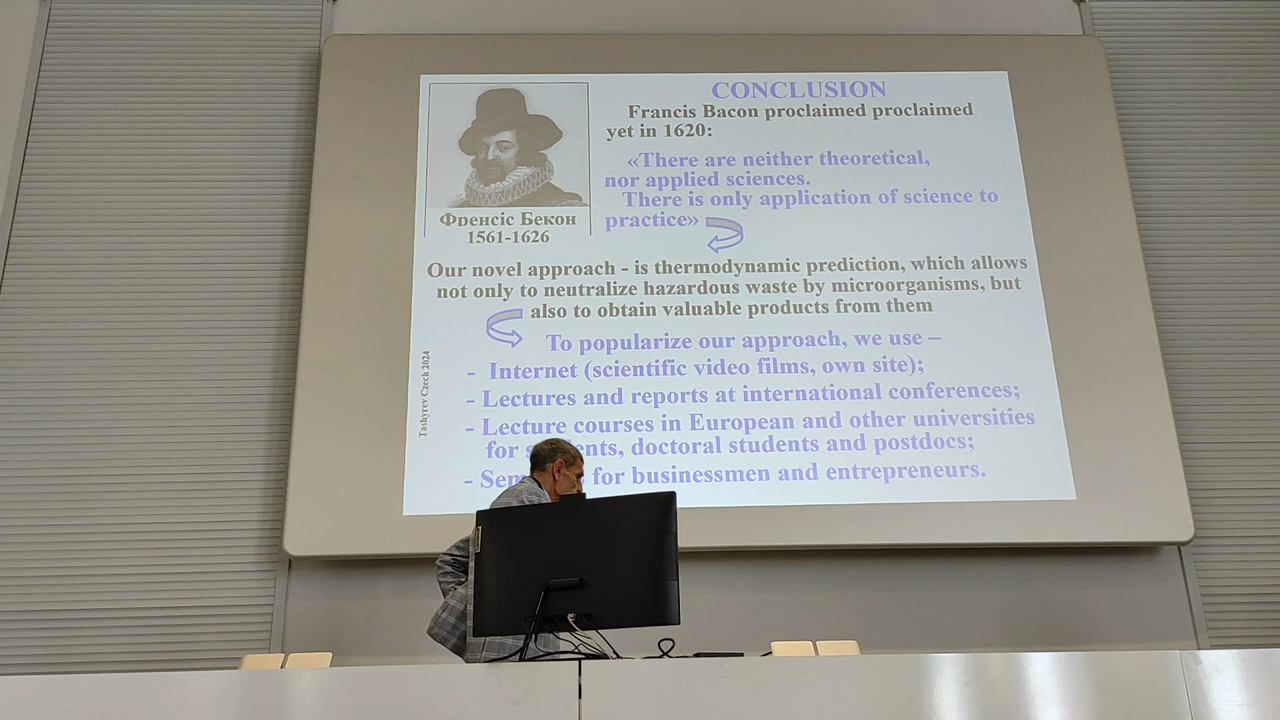 CONCLUSION
Francis Bacon proclaimed proclaimed
yet in 1620:
«There are neither theoretical,
nor applied sciences.
There is only application of science to
practice»
Френсіс Бекон
1561-1626
Our novel approach - is thermodynamic prediction, which allows
not only to neutralize hazardous waste by microorganisms, but
also to obtain valuable products from them
To popularize our approach, we use –
- Internet (scientific video films, own site);
- Lectures and reports at international conferences;
- Lecture courses in European and other universities
for doctoral students and postdocs;
- for businessmen and entrepreneurs.
Tashyrev Czech 2024